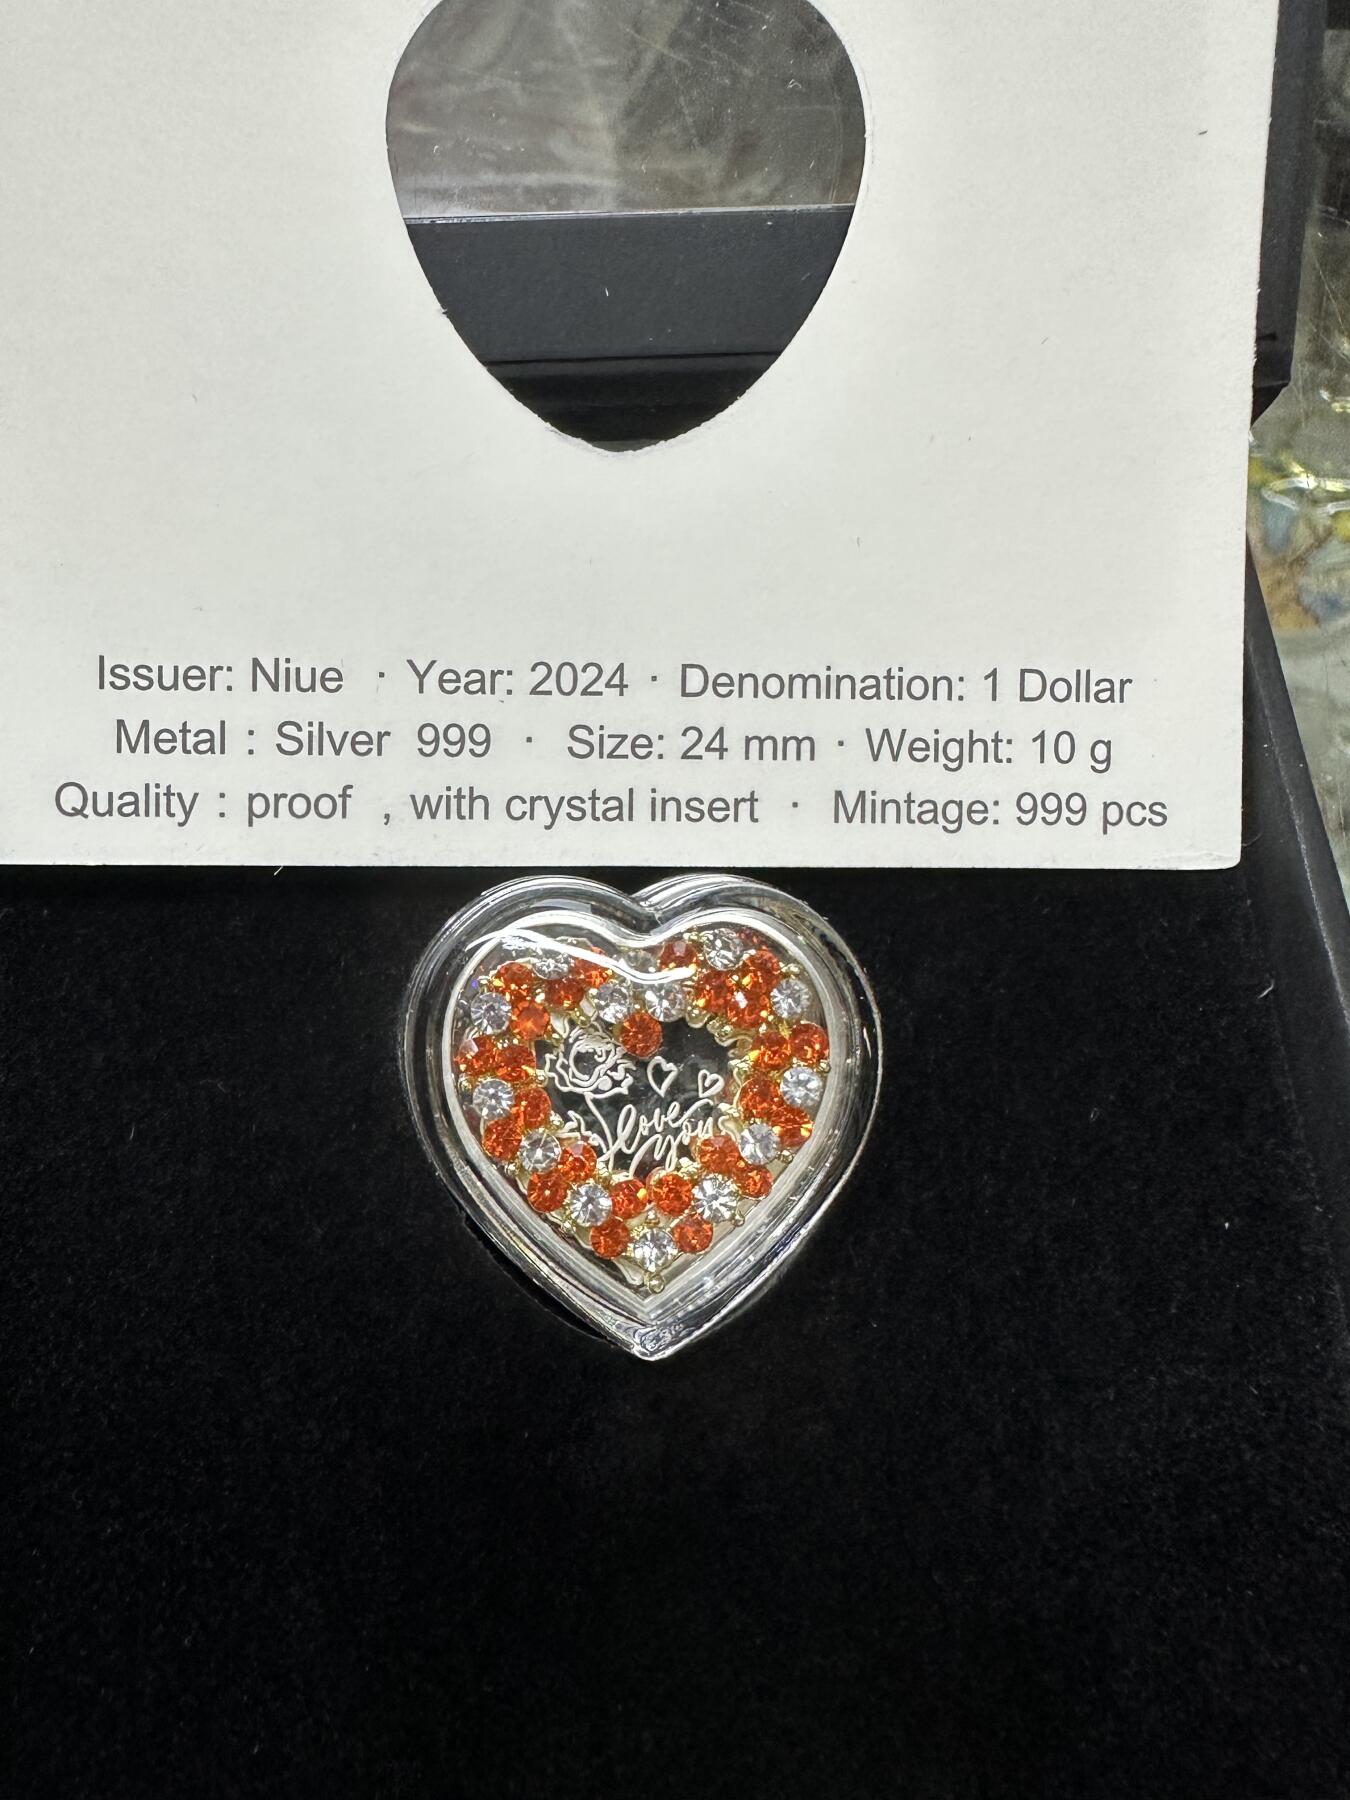 Issuer: Niue · Year: 2024 · Denomination: 1 Dollar
Metal : Silver 999 · Size: 24 mm · Weight: 10 g
Quality : proof , with crystal insert · Mintage: 999 pcs
love
you